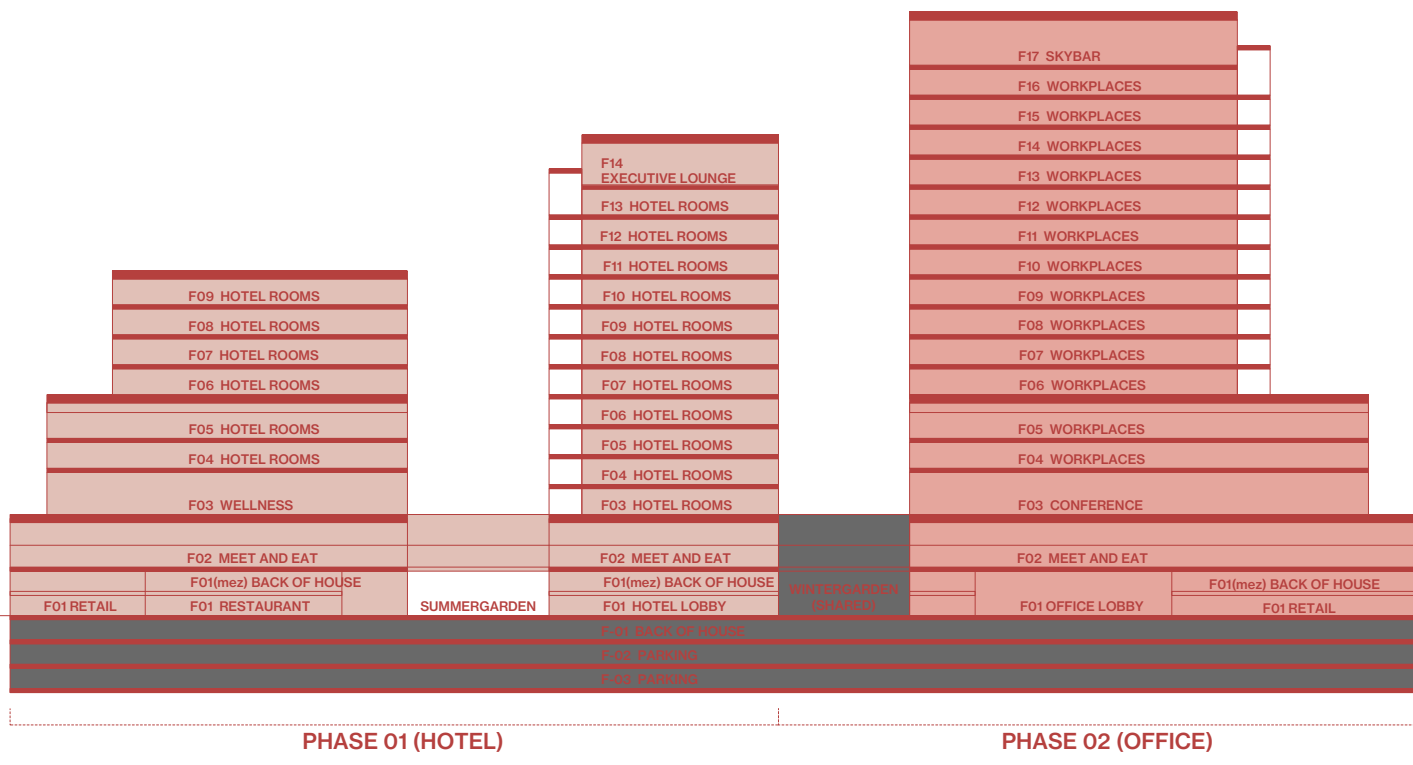 F17 SKYBAR
F16 WORKPLACES
F15 WORKPLACES
F14 WORKPLACES
F13 WORKPLACES
F12 WORKPLACES
F11 WORKPLACES
F10 WORKPLACES
F09 WORKPLACES
F08 WORKPLACES
F07 WORKPLACES
F06 WORKPLACES
F05 WORKPLACES
F04 WORKPLACES
F03 CONFERENCE
F02 MEET AND EAT
F01(mez) BACK OF HOUSE
F01 OFFICE LOBBY
F01 RETAIL
F14
EXECUTIVE LOUNGE
F13 HOTEL ROOMS
F12 HOTEL ROOMS
F11 HOTEL ROOMS
F10 HOTEL ROOMS
F09 HOTEL ROOMS
F08 HOTEL ROOMS
F07 HOTEL ROOMS
F06 HOTEL ROOMS
F05 HOTEL ROOMS
F04 HOTEL ROOMS
F03 HOTEL ROOMS
F02 MEET AND EAT
F01(mez) BACK OF HOUSE
F01 HOTEL LOBBY
F09 HOTEL ROOMS
F08 HOTEL ROOMS
F07 HOTEL ROOMS
F06 HOTEL ROOMS
F05 HOTEL ROOMS
F04 HOTEL ROOMS
F03 WELLNESS
F02 MEET AND EAT
F01(mez) BACK OF HOUSE
F01 RETAIL
F01 RESTAURANT
SUMMERGARDEN
WINTERGARDEN
(SHARED)
F-01 BACK OF HOUSE
F-02 PARKING
F-03 PARKING
PHASE 01 (HOTEL)
PHASE 02 (OFFICE)